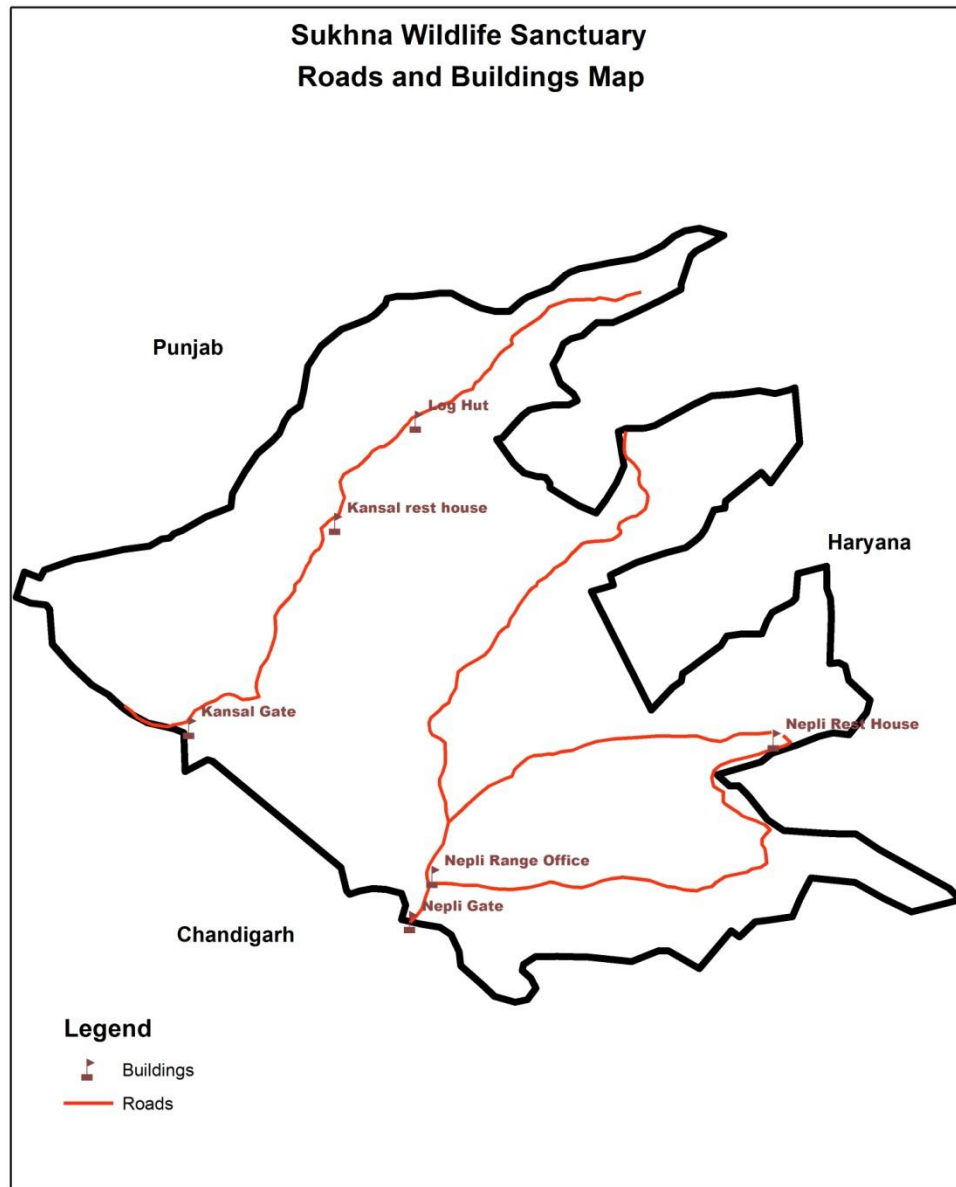 Sukhna Wildlife Sanctuary
Roads and Buildings Map
Punjab
Log Hut
Kansal rest house
Haryana
Kansal Gate
Nepli Rest House
Nepli Range Office
Nepli Gate
Chandigarh
Legend
Buildings
Roads